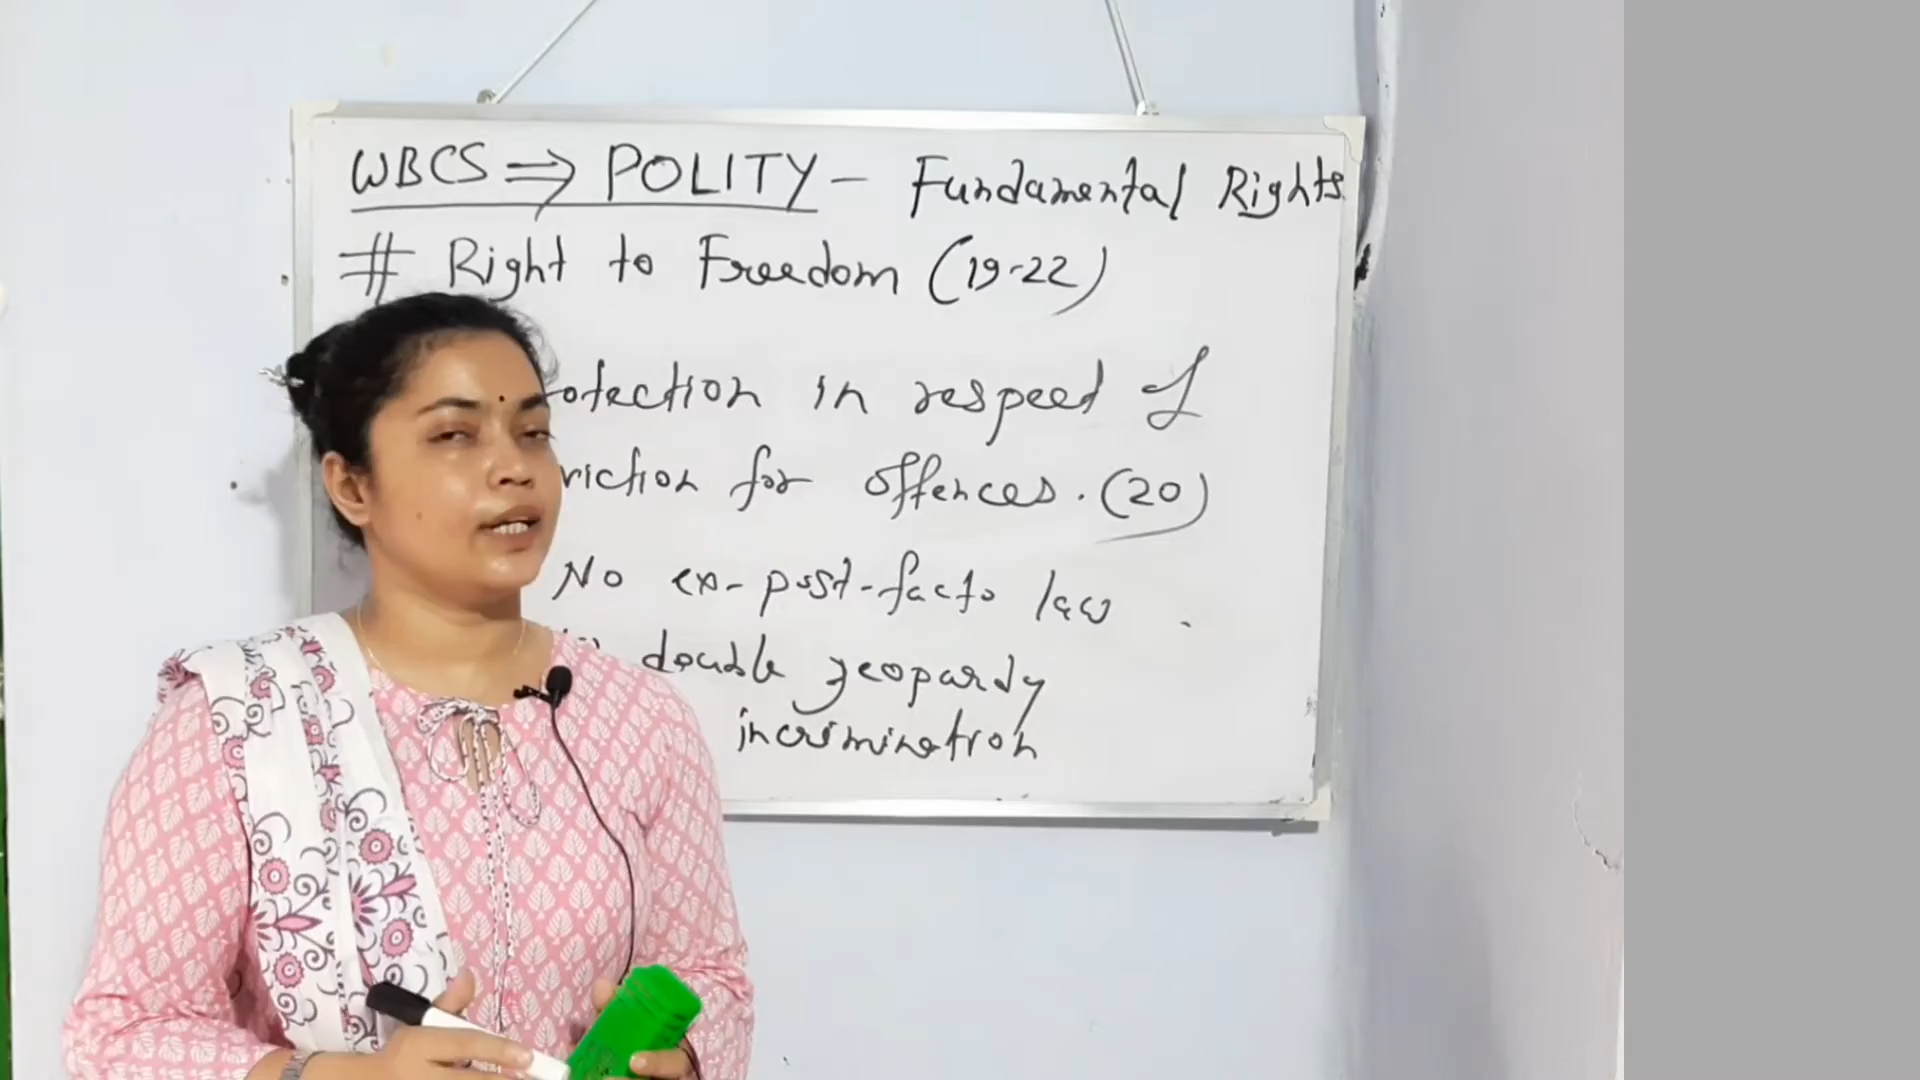 WBCS ⇒ POLITY - Fundamental Rights
# Right to Freedom (19-22)
otection in respect of
viction for offences. (20)
No ex-post-facto law.
double jeopardy
incrimination